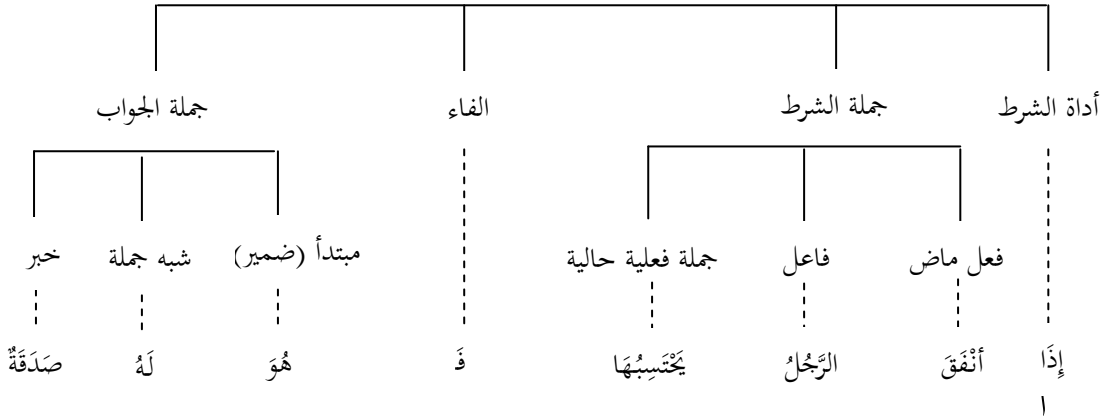 أداة الشرط جملة الشرط الفاء جملة الجواب
فعل ماض فاعل جملة فعلية حالية مبتدأ (ضمير) شبه جملة خبر
إِذَا أنْفَقَ الرَّجُلُ يَحْتَسِبُهَا فَ هُوَ لَهُ صَدَقَةٌ
ا